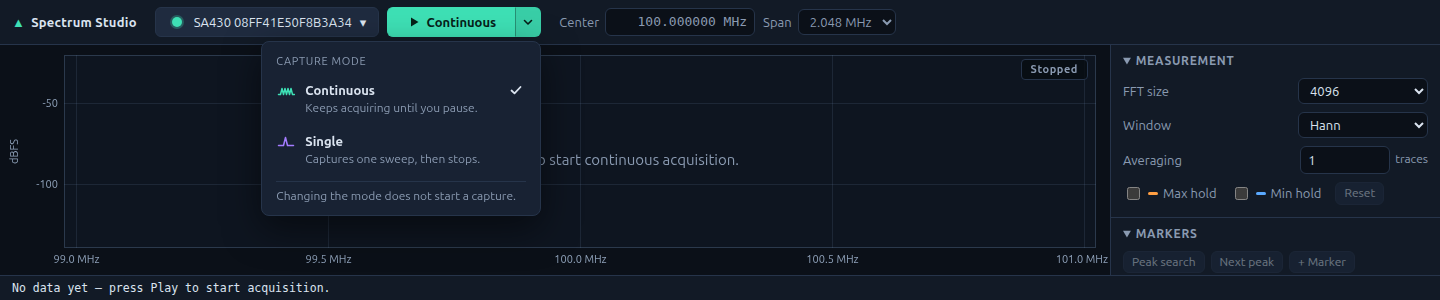 ▲ Spectrum Studio
SA430 08FF41E50F8B3A34 ▾
Continuous
Center 100.000000 MHz Span 2.048 MHz
CAPTURE MODE
Continuous
Keeps acquiring until you pause.
Single
Captures one sweep, then stops.
Changing the mode does not start a capture.
Stopped
to start continuous acquisition.
dBFS
-50
-100
99.0 MHz 99.5 MHz 100.0 MHz 100.5 MHz 101.0 MHz
▼ MEASUREMENT
FFT size 4096
Window Hann
Averaging 1 traces
Max hold Min hold Reset
▼ MARKERS
Peak search Next peak + Marker
No data yet — press Play to start acquisition.